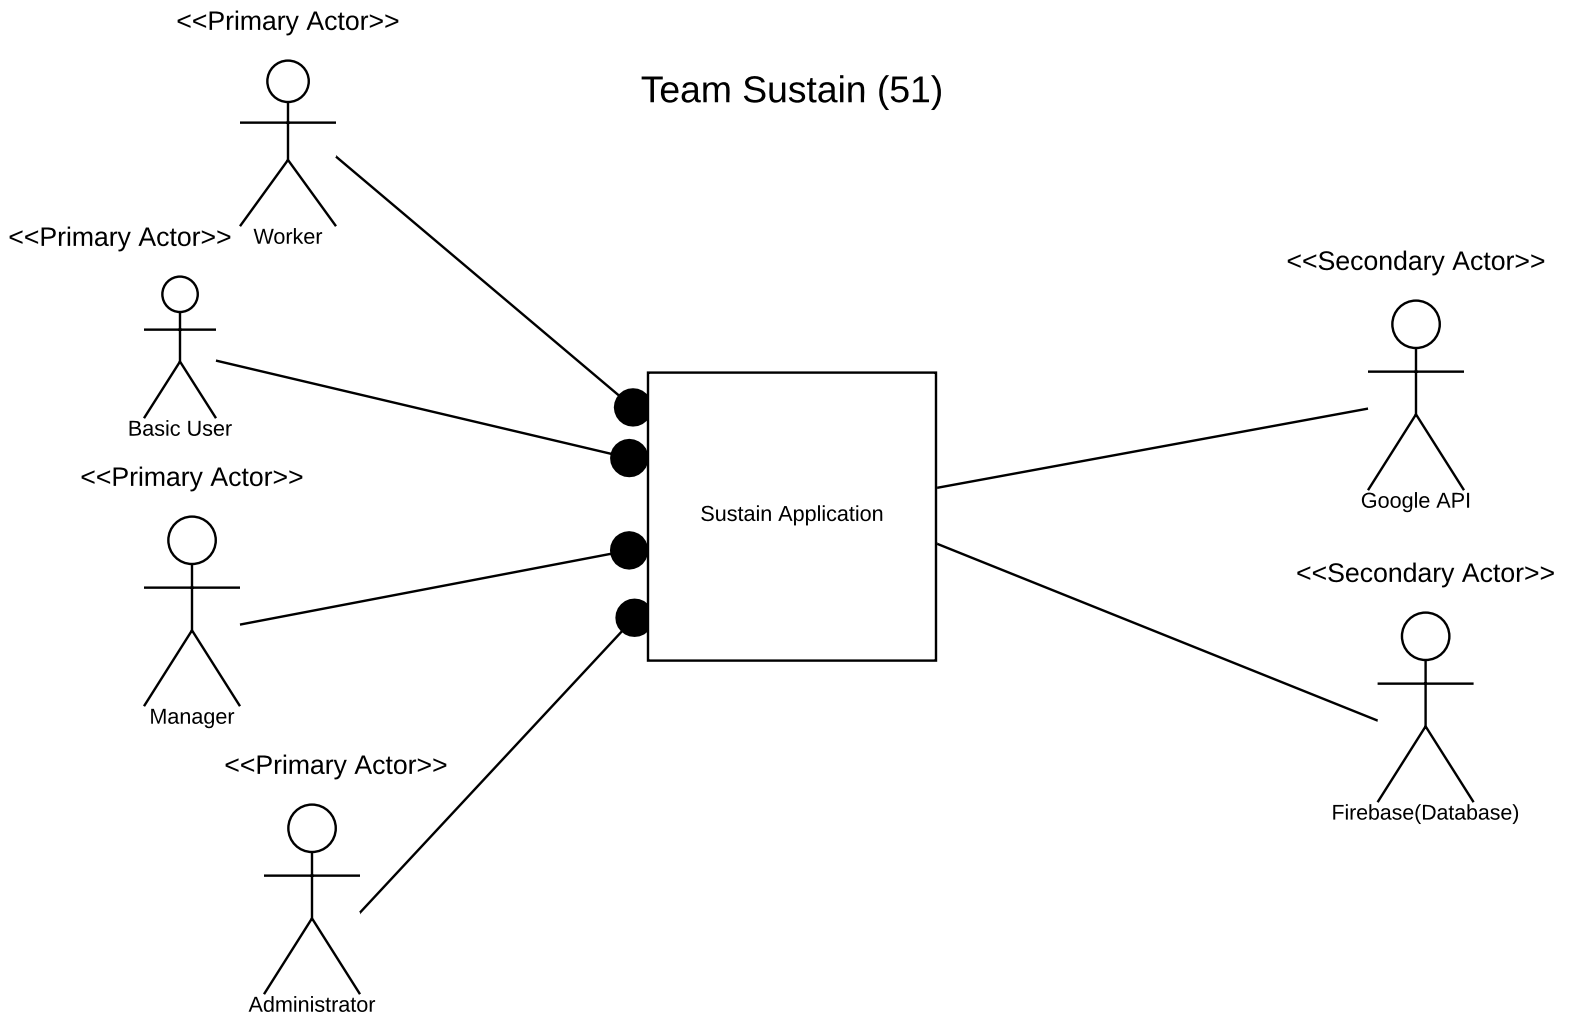 <<Primary Actor>>
Team Sustain (51)
Worker
<<Primary Actor>>
Basic User
<<Primary Actor>>
Manager
<<Primary Actor>>
Administrator
Sustain Application
<<Secondary Actor>>
Google API
<<Secondary Actor>>
Firebase(Database)